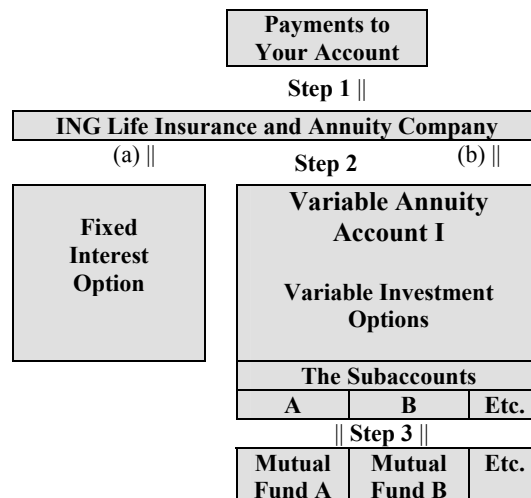 Payments to
Your Account
Step 1 ||
ING Life Insurance and Annuity Company
(a) || Step 2 (b) ||
Fixed
Interest
Option
Variable Annuity
Account I
Variable Investment
Options
The Subaccounts
A B Etc.
|| Step 3 ||
Mutual Mutual Etc.
Fund A Fund B